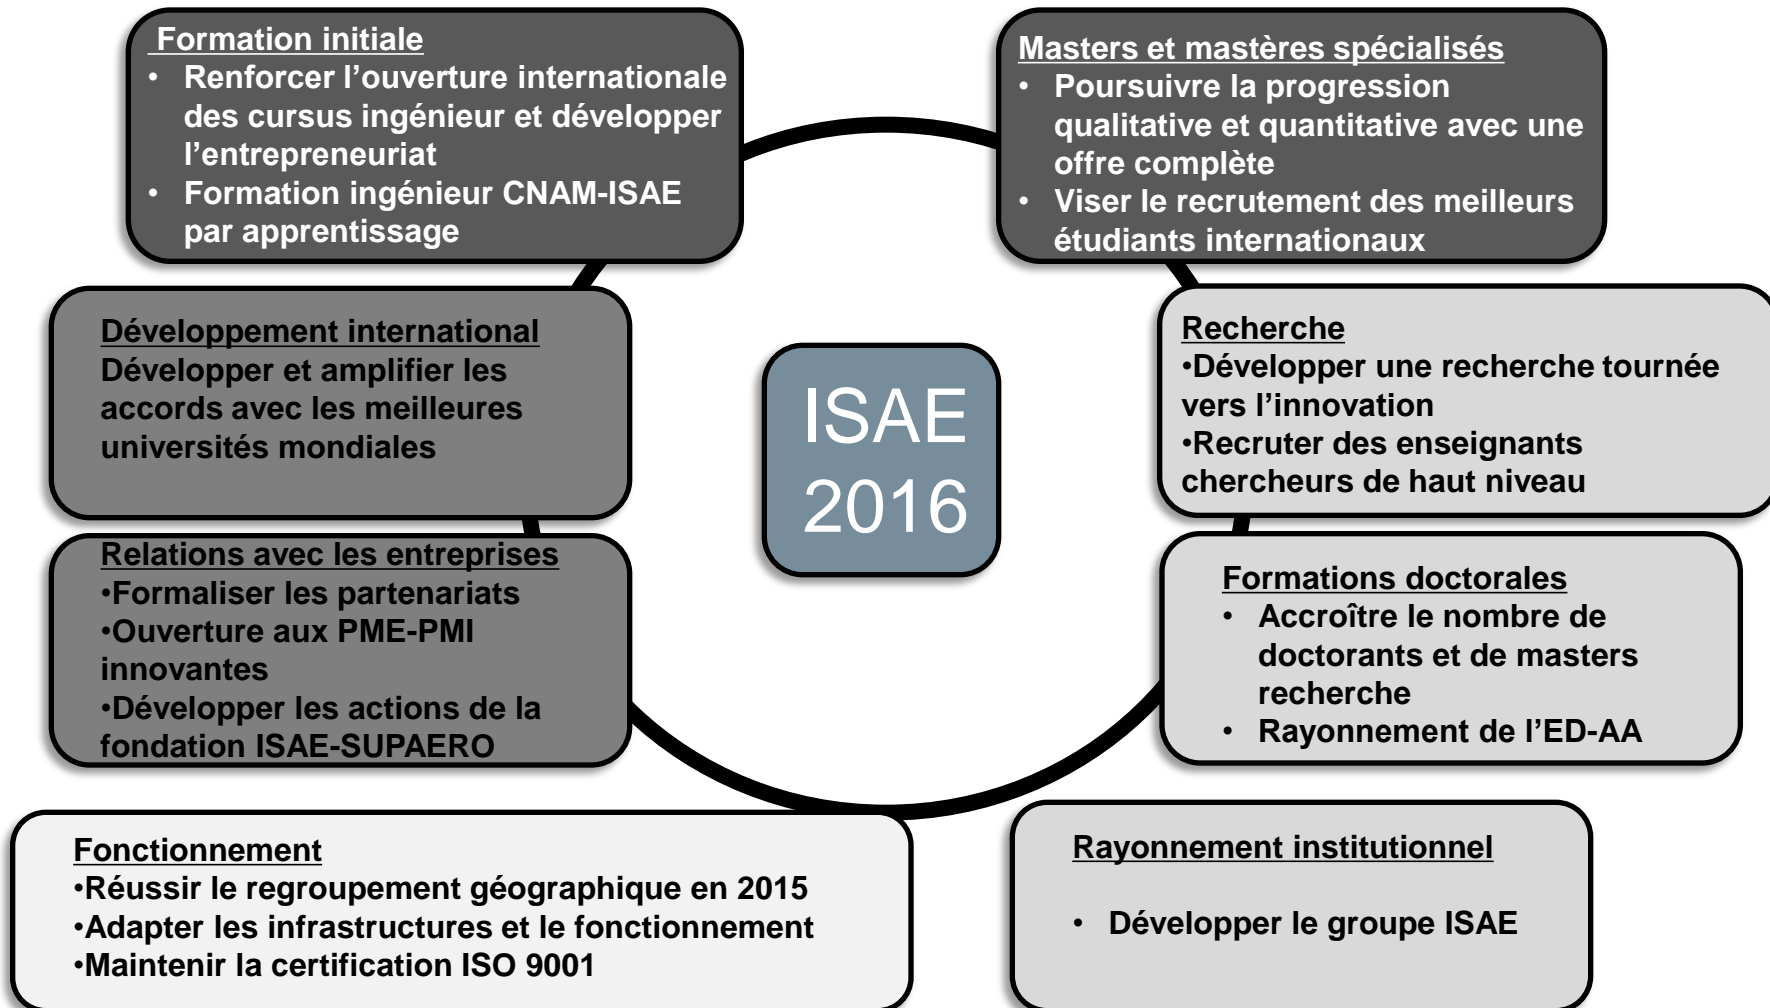 Formation initiale
• Renforcer l’ouverture internationale
des cursus ingénieur et développer
l’entrepreneuriat
• Formation ingénieur CNAM-ISAE
par apprentissage
Masters et mastères spécialisés
• Poursuivre la progression
qualitative et quantitative avec une
offre complète
• Viser le recrutement des meilleurs
étudiants internationaux
Développement international
Développer et amplifier les
accords avec les meilleures
universités mondiales
ISAE
2016
Recherche
•Développer une recherche tournée
vers l’innovation
•Recruter des enseignants
chercheurs de haut niveau
Relations avec les entreprises
•Formaliser les partenariats
•Ouverture aux PME-PMI
innovantes
•Développer les actions de la
fondation ISAE-SUPAERO
Formations doctorales
• Accroître le nombre de
doctorants et de masters
recherche
• Rayonnement de l’ED-AA
Fonctionnement
•Réussir le regroupement géographique en 2015
•Adapter les infrastructures et le fonctionnement
•Maintenir la certification ISO 9001
Rayonnement institutionnel
• Développer le groupe ISAE